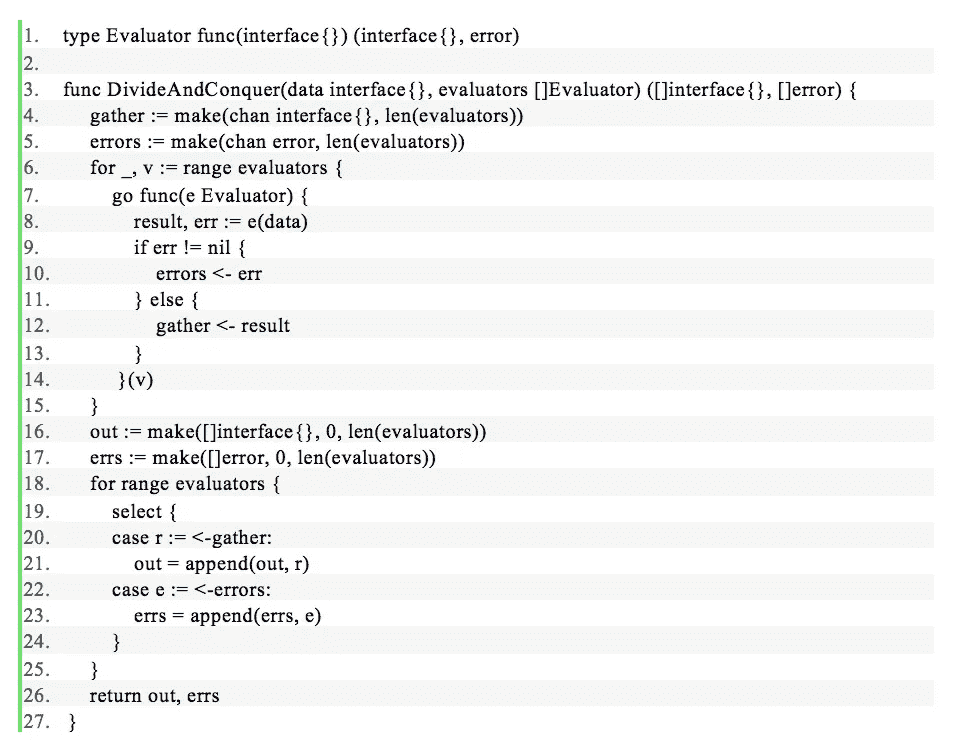 1. type Evaluator func(interface{}) (interface{}, error)
2.
3. func DivideAndConquer(data interface{}, evaluators []Evaluator) ([]interface{}, []error) {
4. gather := make(chan interface{}, len(evaluators))
5. errors := make(chan error, len(evaluators))
6. for _, v := range evaluators {
7. go func(e Evaluator) {
8. result, err := e(data)
9. if err != nil {
10. errors <- err
11. } else {
12. gather <- result
13. }
14. }(v)
15. }
16. out := make([]interface{}, 0, len(evaluators))
17. errs := make([]error, 0, len(evaluators))
18. for range evaluators {
19. select {
20. case r := <-gather:
21. out = append(out, r)
22. case e := <-errors:
23. errs = append(errs, e)
24. }
25. }
26. return out, errs
27. }